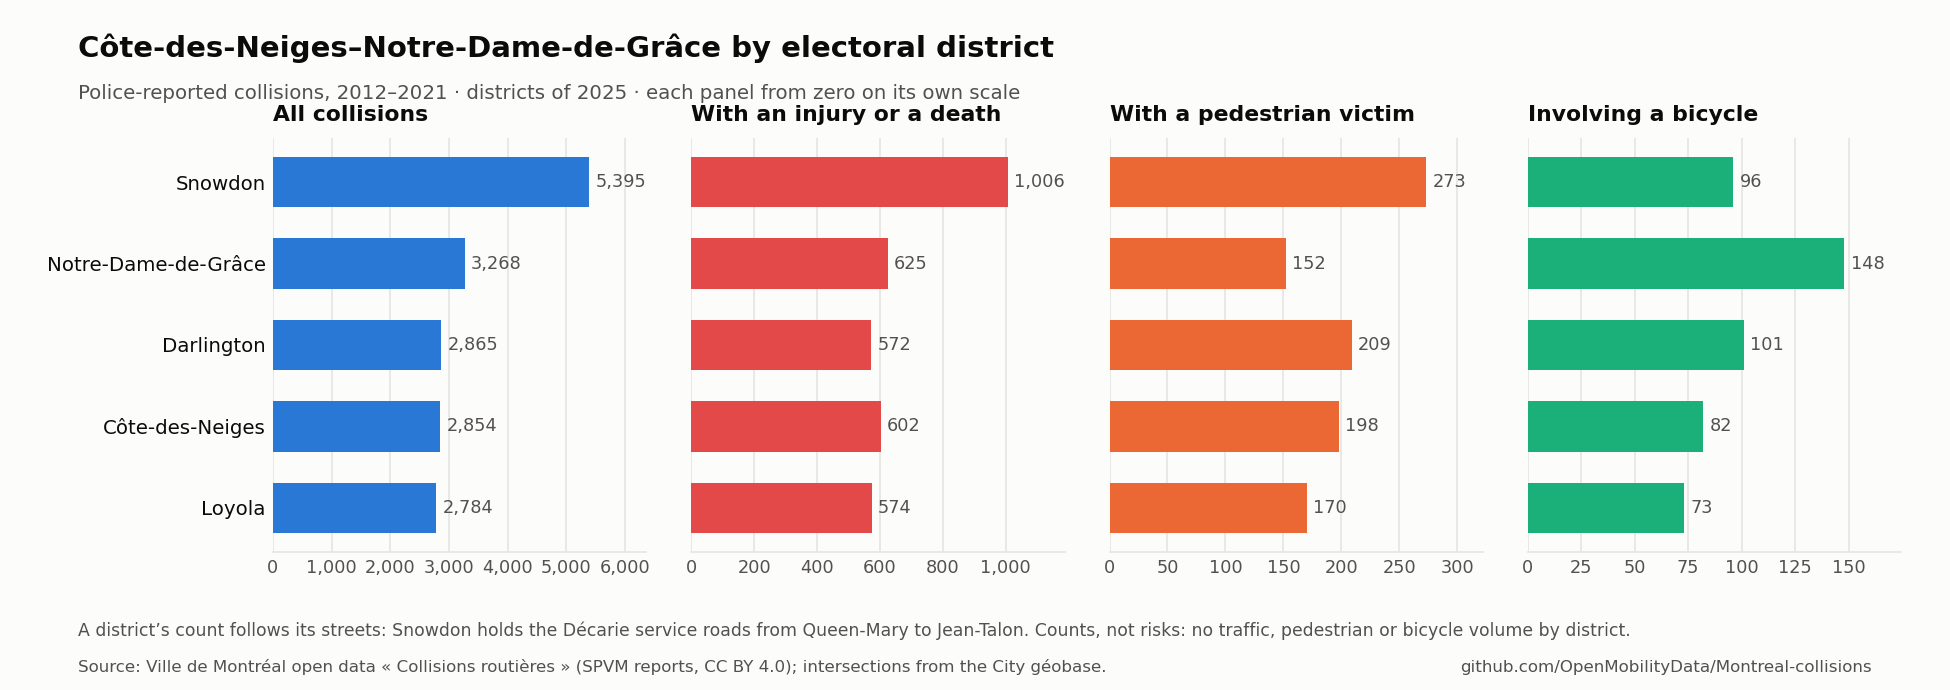 Côte-des-Neiges–Notre-Dame-de-Grâce by electoral district
Police-reported collisions, 2012–2021 · districts of 2025 · each panel from zero on its own scale
All collisions
With an injury or a death
With a pedestrian victim
Involving a bicycle
Snowdon 5,395 1,006 273 96
Notre-Dame-de-Grâce 3,268 625 152 148
Darlington 2,865 572 209 101
Côte-des-Neiges 2,854 602 198 82
Loyola 2,784 574 170 73
0 1,000 2,000 3,000 4,000 5,000 6,000
0 200 400 600 800 1,000
0 50 100 150 200 250 300
0 25 50 75 100 125 150
A district’s count follows its streets: Snowdon holds the Décarie service roads from Queen-Mary to Jean-Talon. Counts, not risks: no traffic, pedestrian or bicycle volume by district.
Source: Ville de Montréal open data « Collisions routières » (SPVM reports, CC BY 4.0); intersections from the City géobase.
github.com/OpenMobilityData/Montreal-collisions